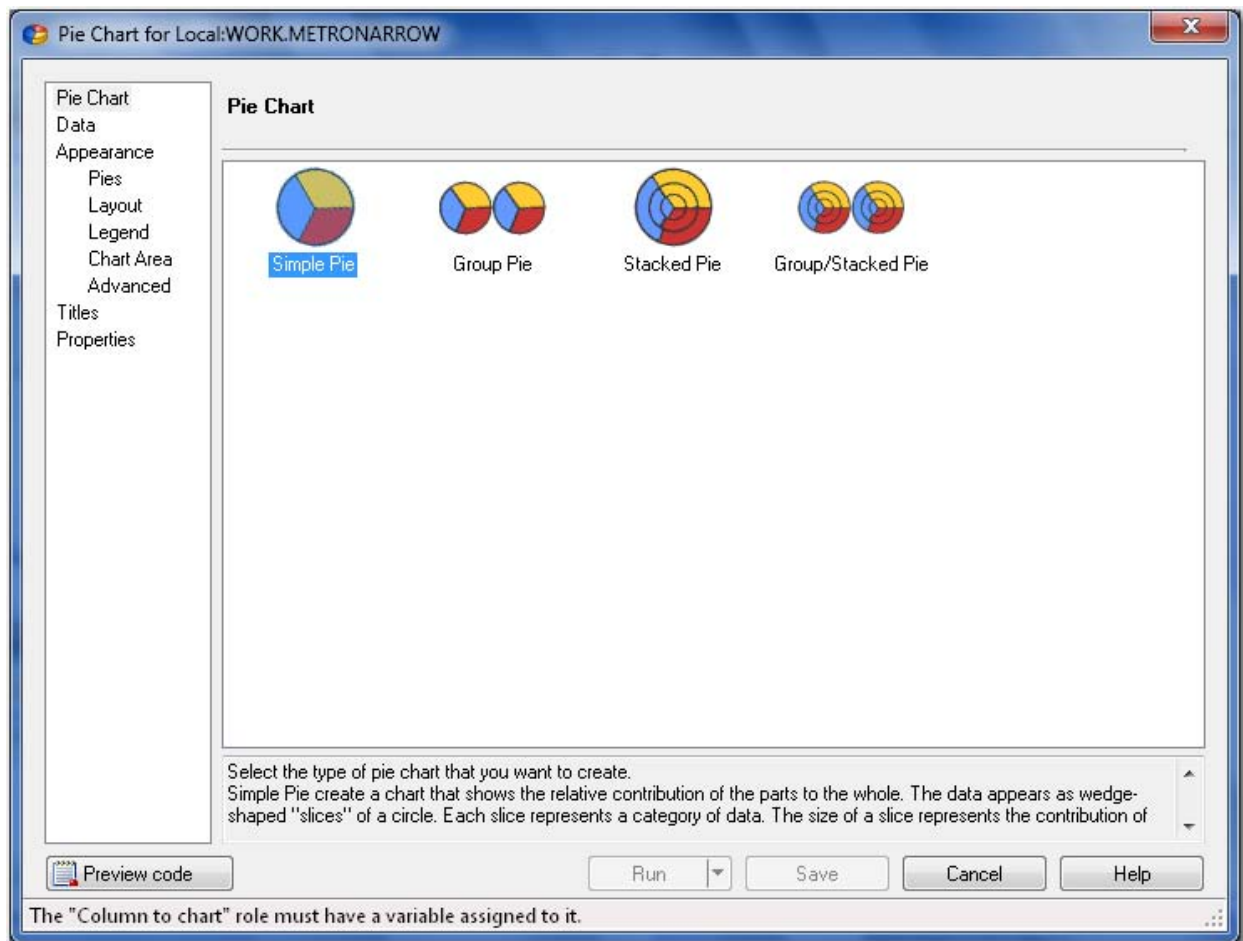 Pie Chart for Local:WORK.METRONARROW
Pie Chart
Data
Appearance
Pies
Layout
Legend
Chart Area
Advanced
Titles
Properties
Pie Chart
Simple Pie
Group Pie
Stacked Pie
Group/Stacked Pie
Select the type of pie chart that you want to create.
Simple Pie create a chart that shows the relative contribution of the parts to the whole. The data appears as wedge-
shaped "slices" of a circle. Each slice represents a category of data. The size of a slice represents the contribution of
Preview code
Run
Save
Cancel
Help
The "Column to chart" role must have a variable assigned to it.